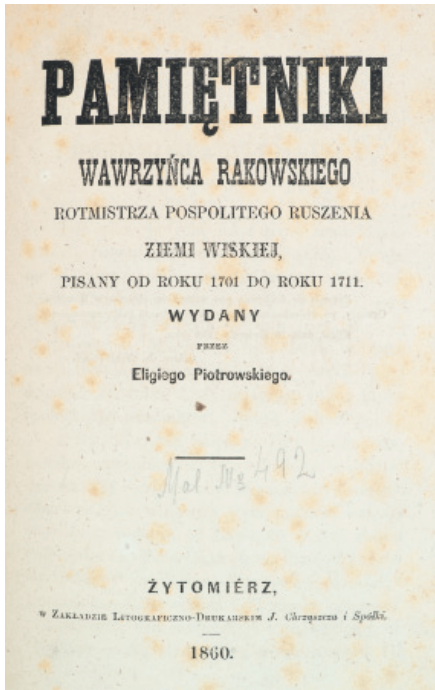 PAMIĘTNIKI
WAWRZYŃCA RAKOWSKIEGO
ROTMISTRZA POSPOLITEGO RUSZENIA
ZIEMI WISKIEJ,
PISANY OD ROKU 1701 DO ROKU 1711.
WYDANY
PRZEZ
Eligiego Piotrowskiego.
Mal. No 492
ŻYTOMIÉRZ,
w Zakładzie Litograficzno-Drukarskim J. Chrząszcza i Spółki.
1860.